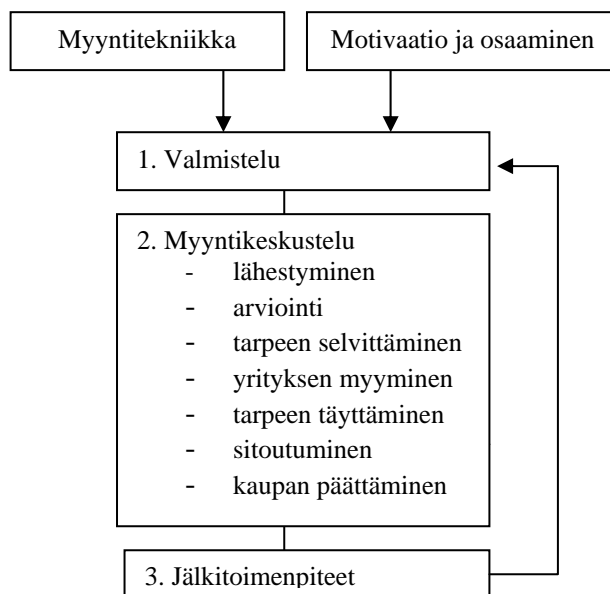 Myyntitekniikka
Motivaatio ja osaaminen
1. Valmistelu
2. Myyntikeskustelu
- lähestyminen
- arviointi
- tarpeen selvittäminen
- yrityksen myyminen
- tarpeen täyttäminen
- sitoutuminen
- kaupan päättäminen
3. Jälkitoimenpiteet